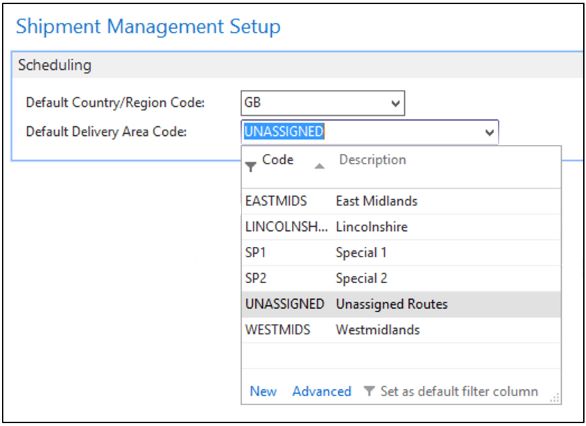 Shipment Management Setup
Scheduling
Default Country/Region Code: GB
Default Delivery Area Code: UNASSIGNED
Code Description
EASTMIDS East Midlands
LINCOLNSH... Lincolnshire
SP1 Special 1
SP2 Special 2
UNASSIGNED Unassigned Routes
WESTMIDS Westmidlands
New Advanced Set as default filter column